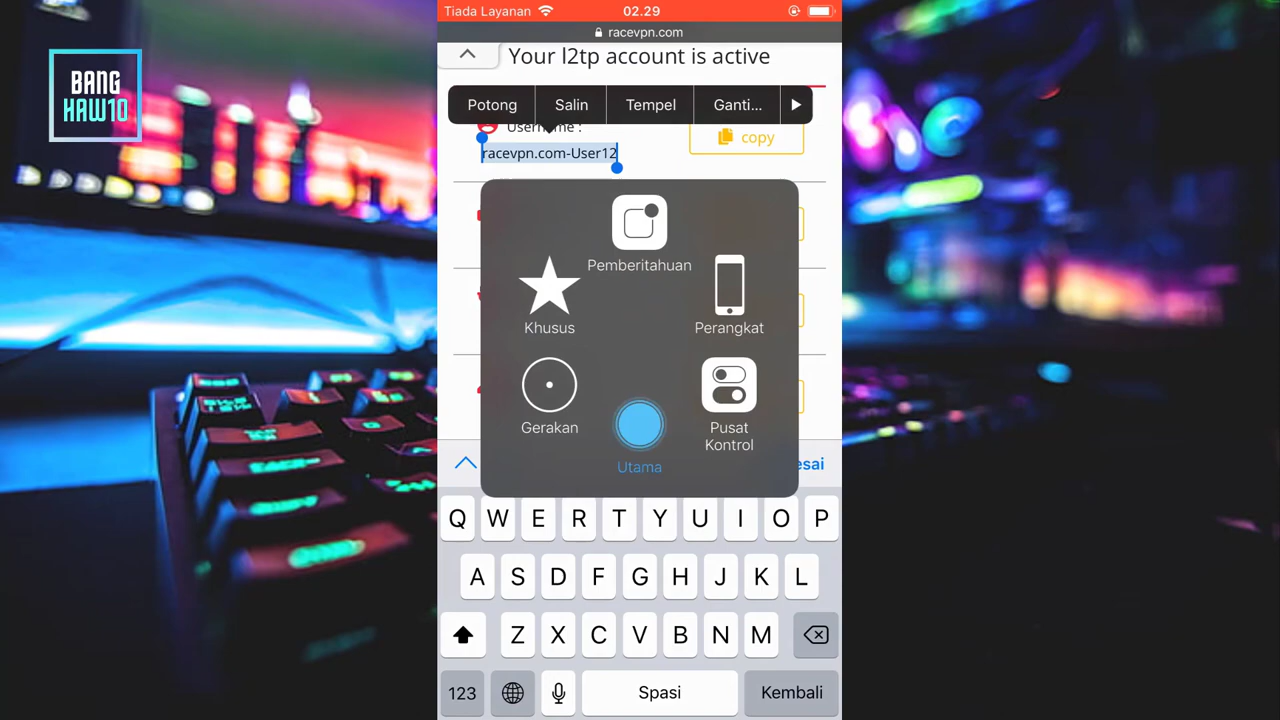 BANG
HAW10
Tiada Layanan
02.29
racevpn.com
Your l2tp account is active
Potong
Salin
Tempel
Ganti...
copy
racevpn.com-User12
Pemberitahuan
Khusus
Perangkat
Gerakan
Pusat
Kontrol
Utama
esai
Q W E R T Y U I O P
A S D F G H J K L
Z X C V B N M
123
Spasi
Kembali